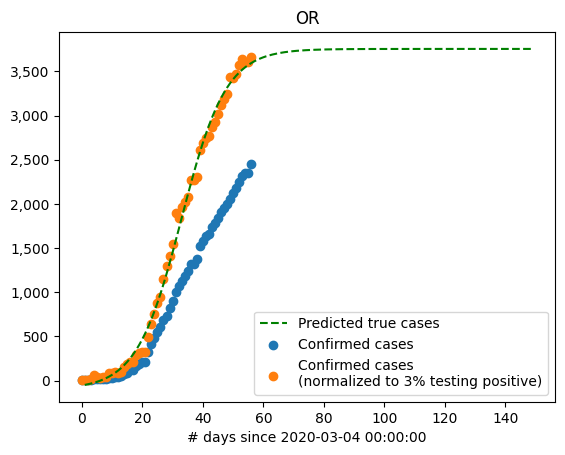 OR
3,500
3,000
2,500
2,000
1,500
1,000
500
0
0 20 40 60 80 100 120 140
# days since 2020-03-04 00:00:00
Predicted true cases
Confirmed cases
Confirmed cases
(normalized to 3% testing positive)